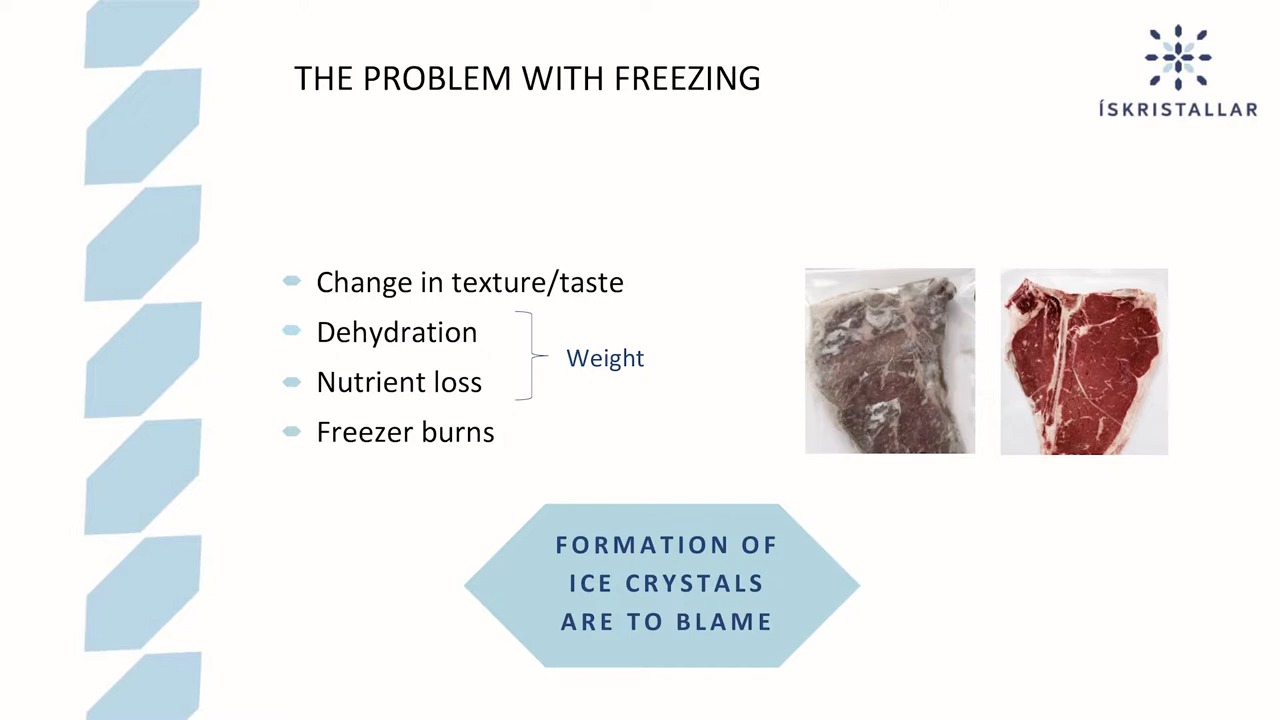 THE PROBLEM WITH FREEZING
ÍSKRISTALLAR
Change in texture/taste
Dehydration
Weight
Nutrient loss
Freezer burns
FORMATION OF
ICE CRYSTALS
ARE TO BLAME